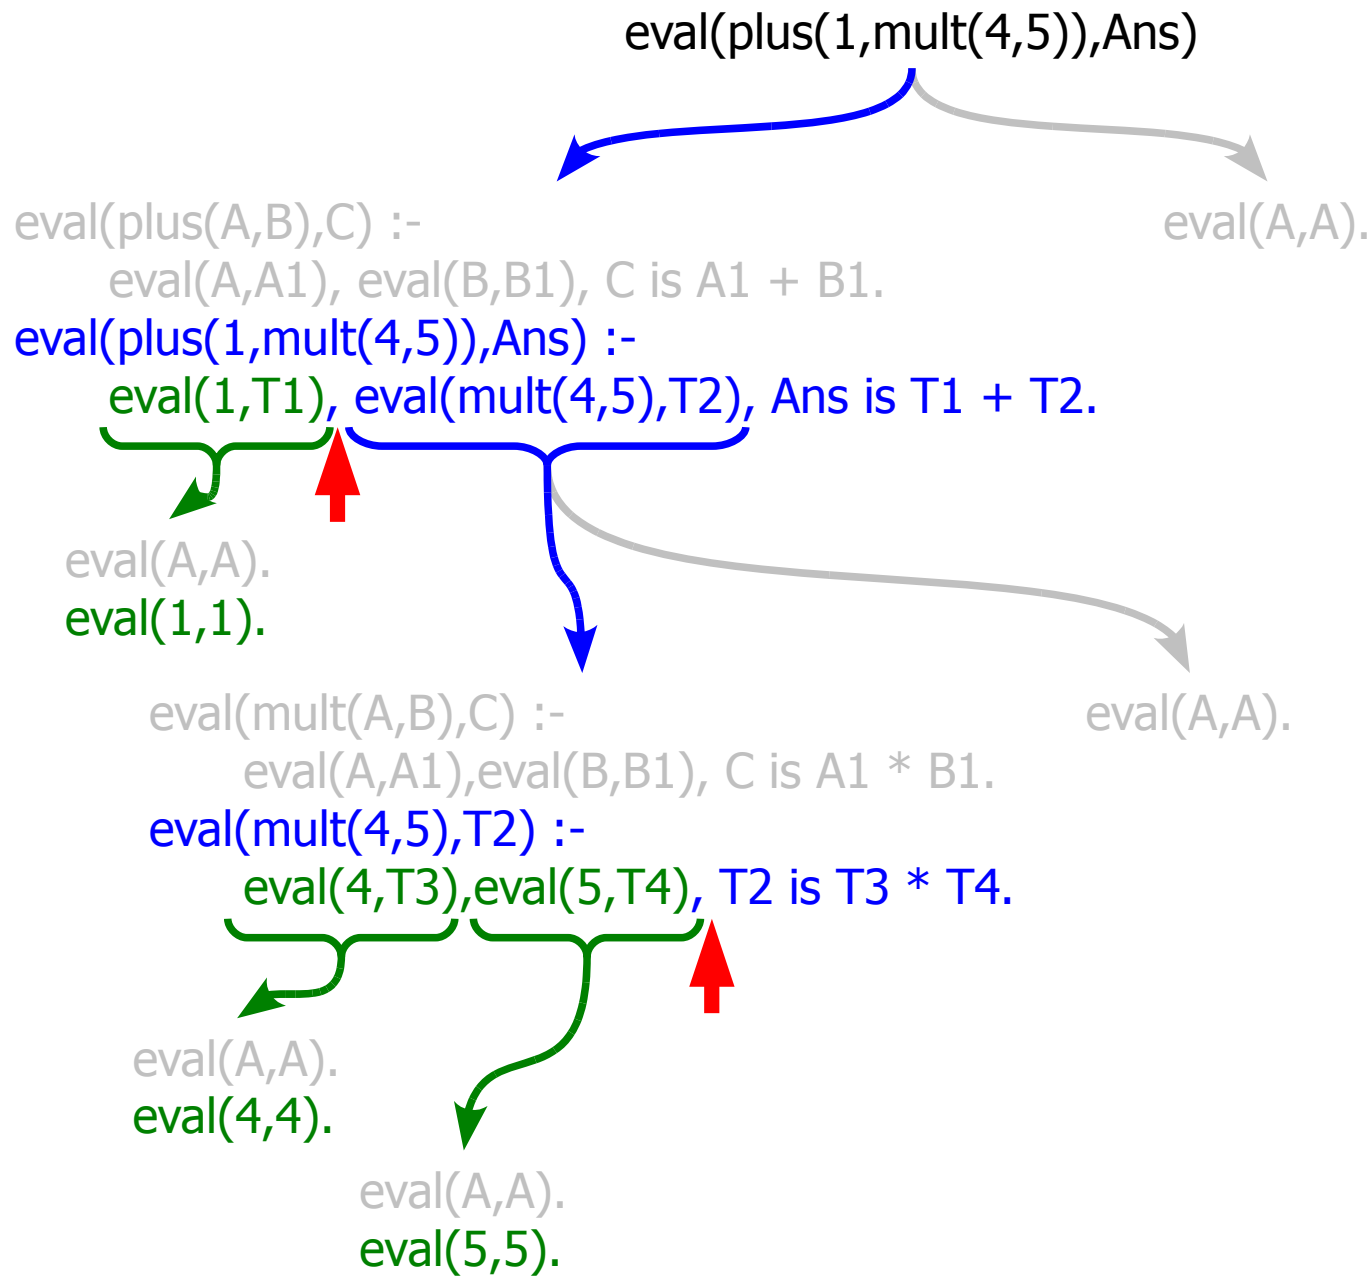 eval(plus(1,mult(4,5)),Ans)
eval(plus(A,B),C) :-
eval(A,A).
eval(A,A1), eval(B,B1), C is A1 + B1.
eval(plus(1,mult(4,5)),Ans) :-
eval(1,T1), eval(mult(4,5),T2), Ans is T1 + T2.
eval(A,A).
eval(1,1).
eval(mult(A,B),C) :-
eval(A,A).
eval(A,A1),eval(B,B1), C is A1 * B1.
eval(mult(4,5),T2) :-
eval(4,T3),eval(5,T4), T2 is T3 * T4.
eval(A,A).
eval(4,4).
eval(A,A).
eval(5,5).